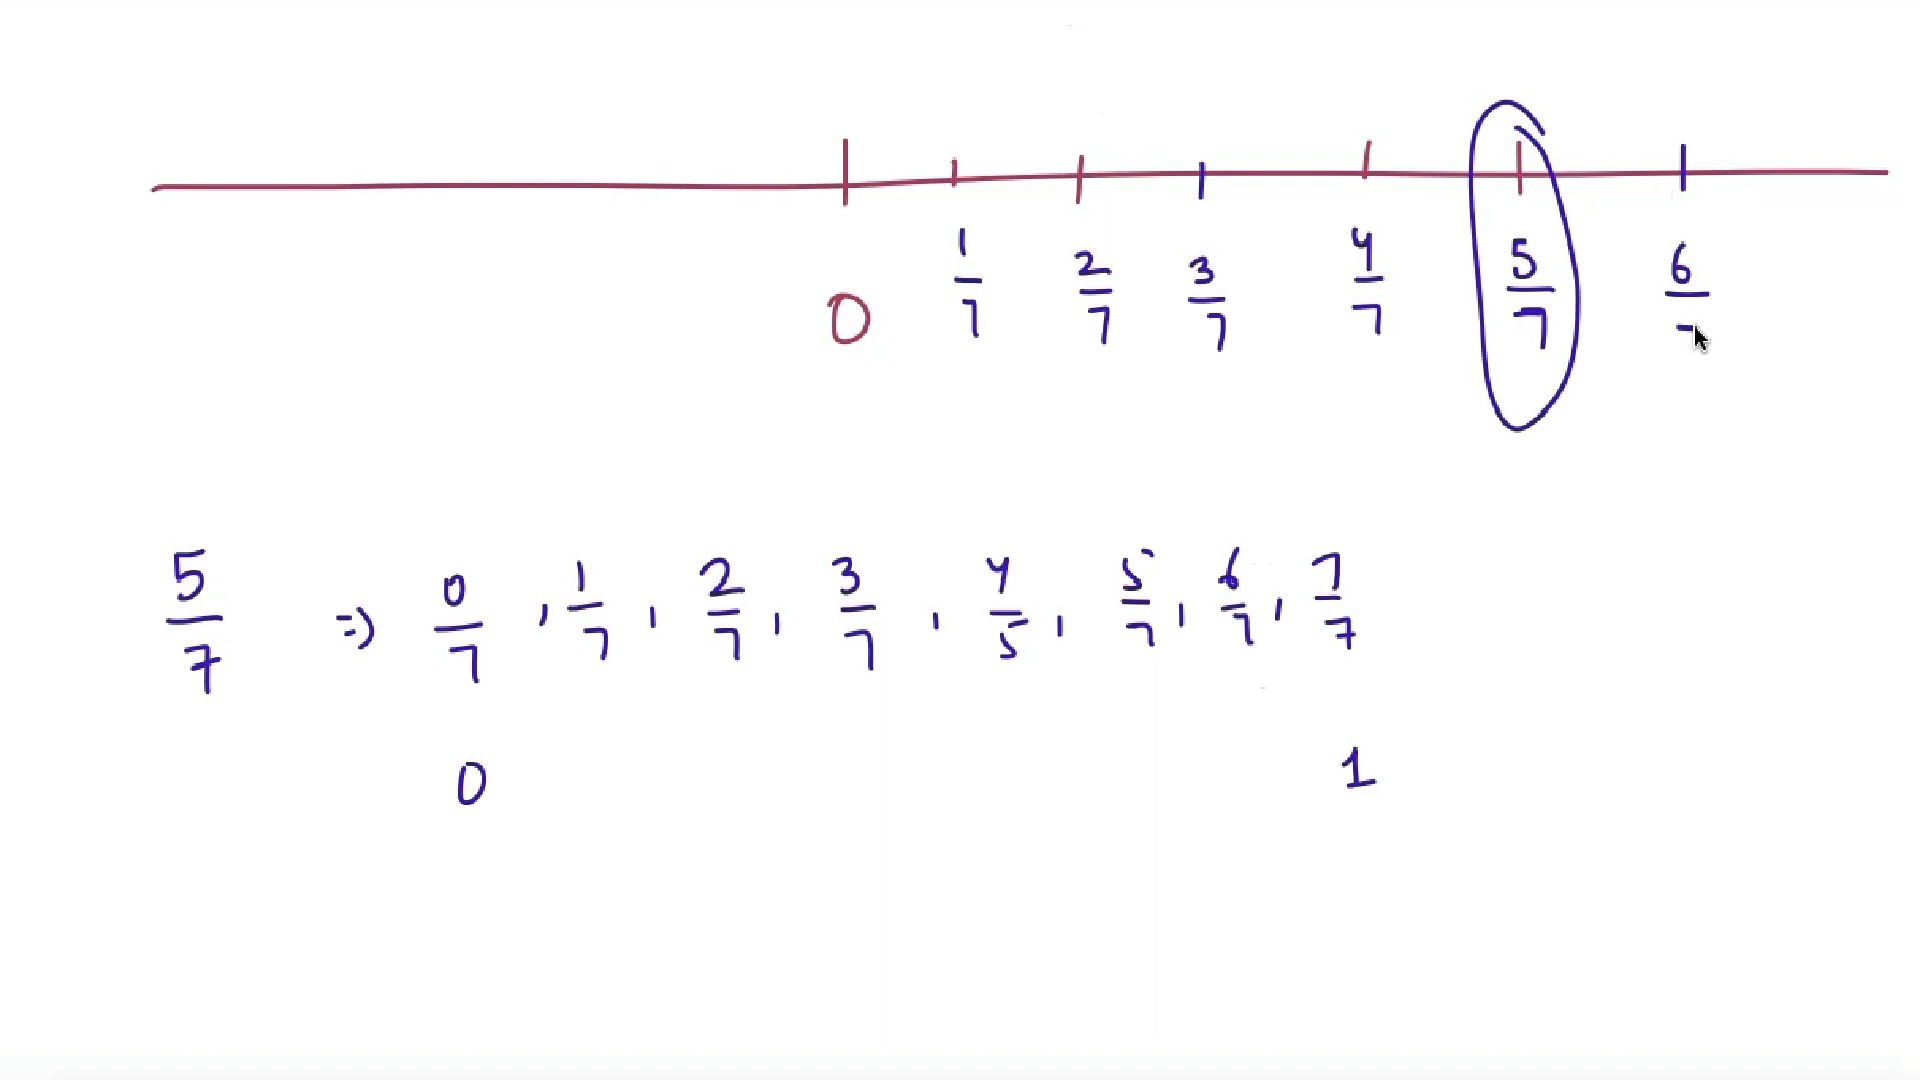 0 1/7 2/7 3/7 4/7 5/7 6/7
5/7 => 0/7 , 1/7 , 2/7 , 3/7 , 4/5 , 5/7 , 6/7 , 7/7
0 1